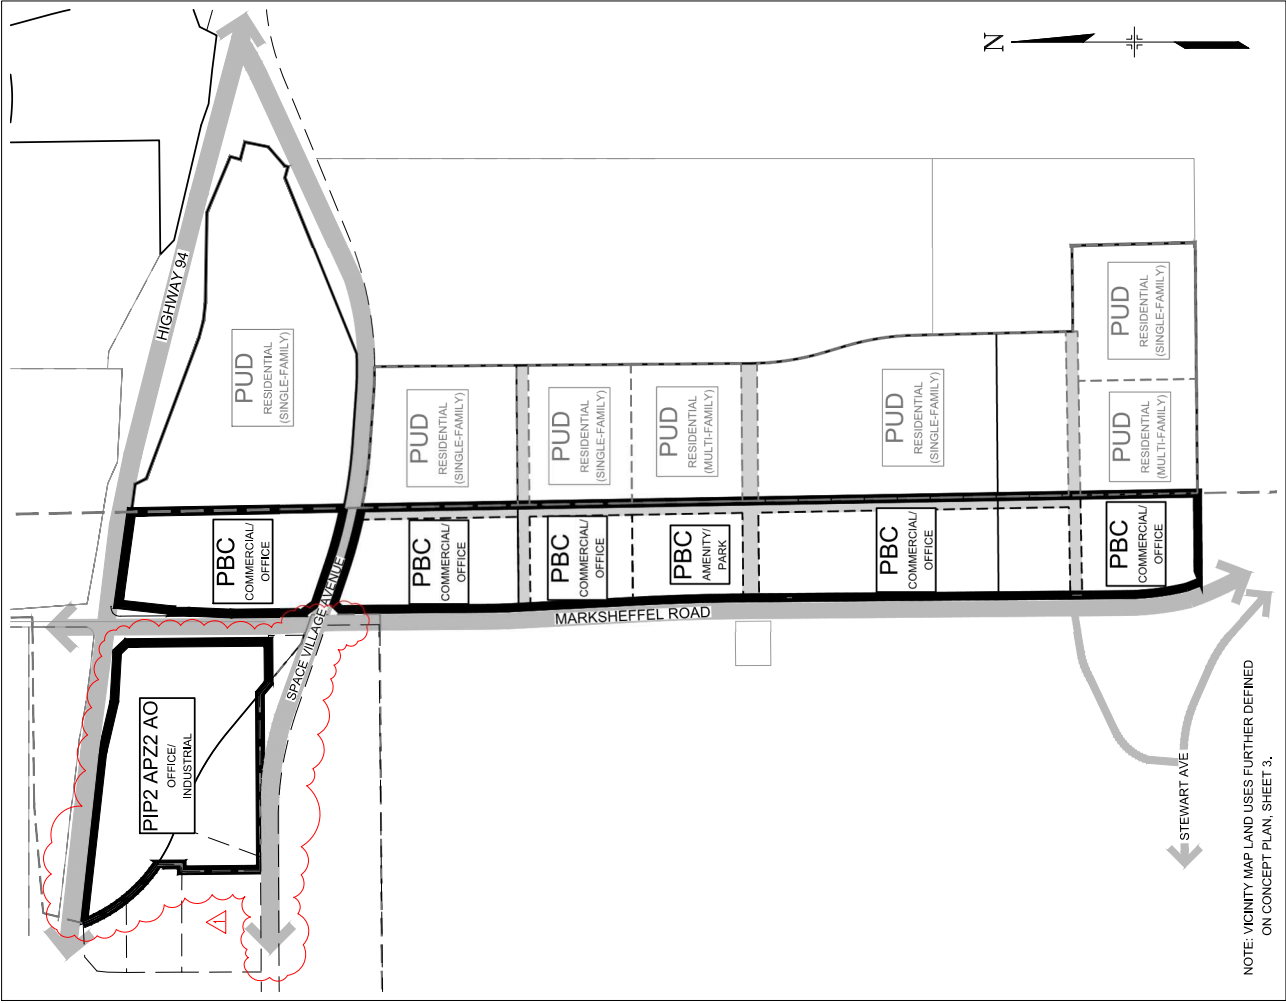 N
HIGHWAY 94
PUD
RESIDENTIAL
(SINGLE-FAMILY)
PUD
RESIDENTIAL
(SINGLE-FAMILY)
PUD
RESIDENTIAL
(SINGLE-FAMILY)
PUD
RESIDENTIAL
(MULTI-FAMILY)
PUD
RESIDENTIAL
(SINGLE-FAMILY)
PUD
RESIDENTIAL
(SINGLE-FAMILY)
PUD
RESIDENTIAL
(MULTI-FAMILY)
PBC
COMMERCIAL/
OFFICE
PBC
COMMERCIAL/
OFFICE
PBC
COMMERCIAL/
OFFICE
PBC
AMENITY/
PARK
PBC
COMMERCIAL/
OFFICE
PBC
COMMERCIAL/
OFFICE
SPACE VILLAGE AVENUE
MARKSHEFFEL ROAD
PIP2 APZ2 AO
OFFICE/
INDUSTRIAL
1
STEWART AVE
NOTE: VICINITY MAP LAND USES FURTHER DEFINED
ON CONCEPT PLAN, SHEET 3.